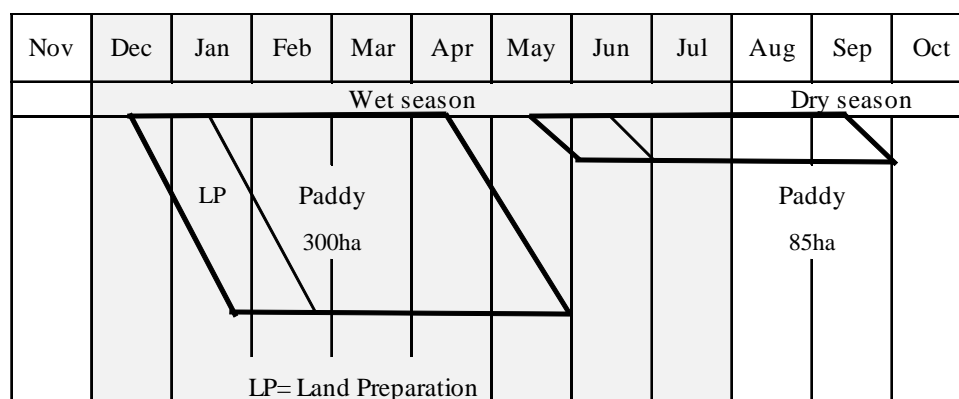 Nov Dec Jan Feb Mar Apr May Jun Jul Aug Sep Oct
Wet season Dry season
LP Paddy Paddy
300ha 85ha
LP= Land Preparation